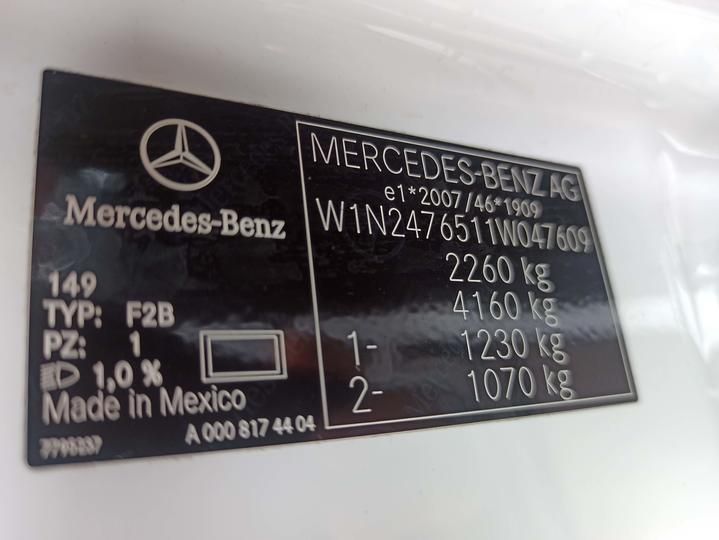 Mercedes-Benz
149
TYP: F2B
PZ: 1
1,0 %
Made in Mexico
A 000 817 44 04
MERCEDES-BENZ AG
e1*2007/46*1909
W1N2476511W047609
2260 kg
4160 kg
1- 1230 kg
2- 1070 kg